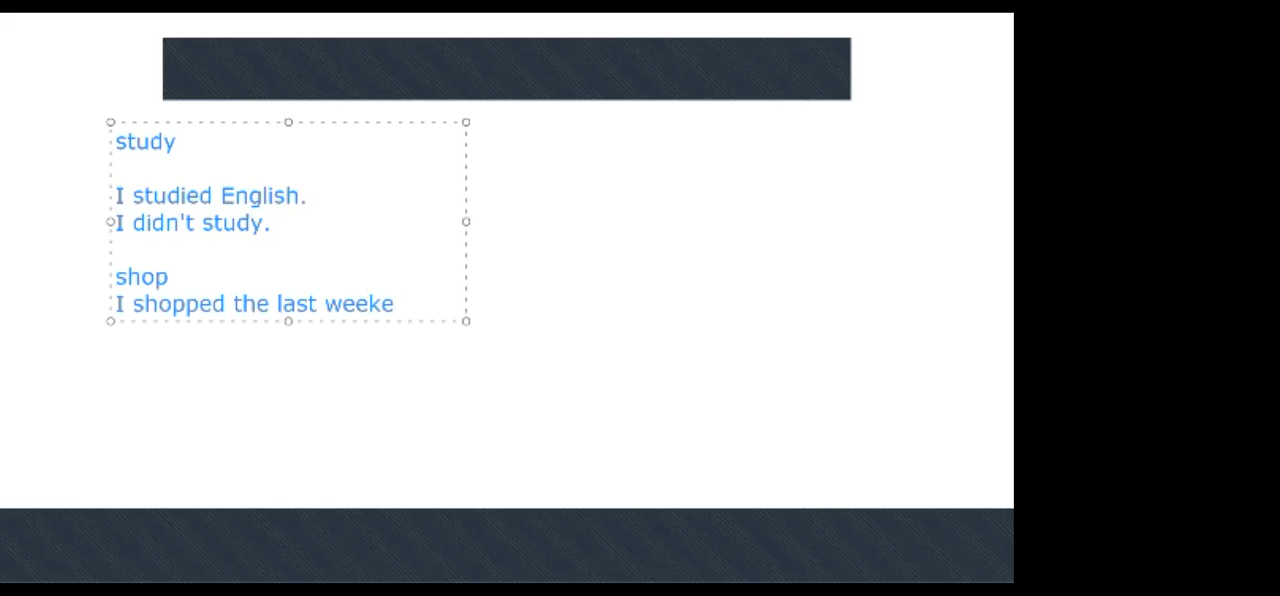 study
I studied English.
I didn't study.
shop
I shopped the last weeke